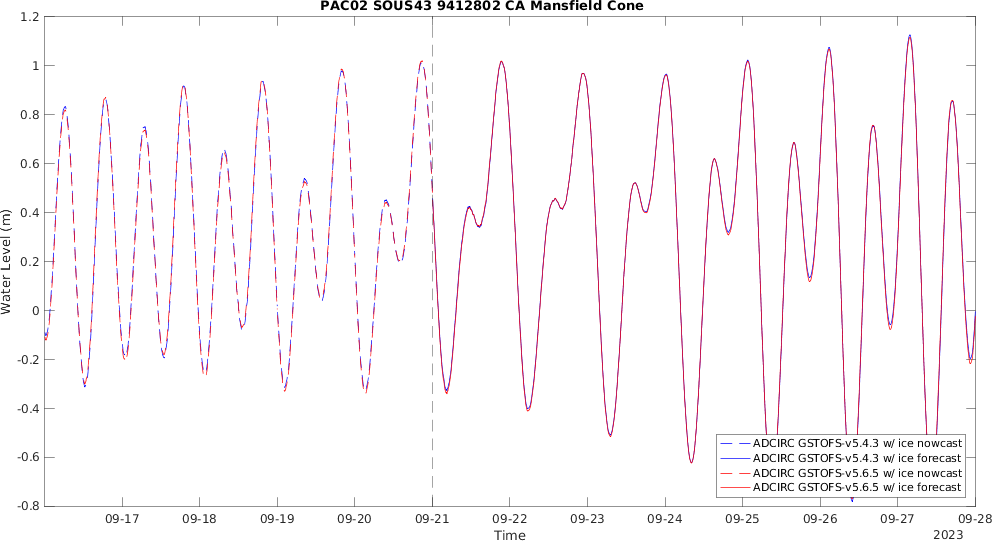 PAC02 SOUS43 9412802 CA Mansfield Cone
1.2
1
0.8
0.6
0.4
0.2
0
-0.2
-0.4
-0.6
-0.8
Water Level (m)
ADCIRC GSTOFS-v5.4.3 w/ ice nowcast
ADCIRC GSTOFS-v5.4.3 w/ ice forecast
ADCIRC GSTOFS-v5.6.5 w/ ice nowcast
ADCIRC GSTOFS-v5.6.5 w/ ice forecast
09-17 09-18 09-19 09-20 09-21 09-22 09-23 09-24 09-25 09-26 09-27 09-28
Time
2023